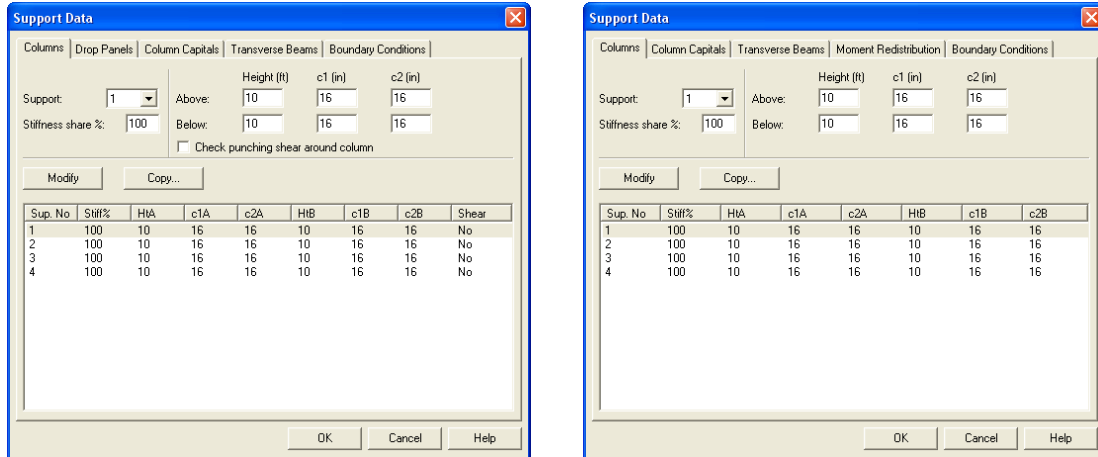 Support Data
Columns Drop Panels Column Capitals Transverse Beams Boundary Conditions
Height (ft) c1 (in) c2 (in)
Support: 1 Above: 10 16 16
Stiffness share %: 100 Below: 10 16 16
Check punching shear around column
Modify Copy...
Sup. No Stiff% HtA c1A c2A HtB c1B c2B Shear
1 100 10 16 16 10 16 16 No
2 100 10 16 16 10 16 16 No
3 100 10 16 16 10 16 16 No
4 100 10 16 16 10 16 16 No
OK Cancel Help
Support Data
Columns Column Capitals Transverse Beams Moment Redistribution Boundary Conditions
Height (ft) c1 (in) c2 (in)
Support: 1 Above: 10 16 16
Stiffness share %: 100 Below: 10 16 16
Modify Copy...
Sup. No Stiff% HtA c1A c2A HtB c1B c2B
1 100 10 16 16 10 16 16
2 100 10 16 16 10 16 16
3 100 10 16 16 10 16 16
4 100 10 16 16 10 16 16
OK Cancel Help